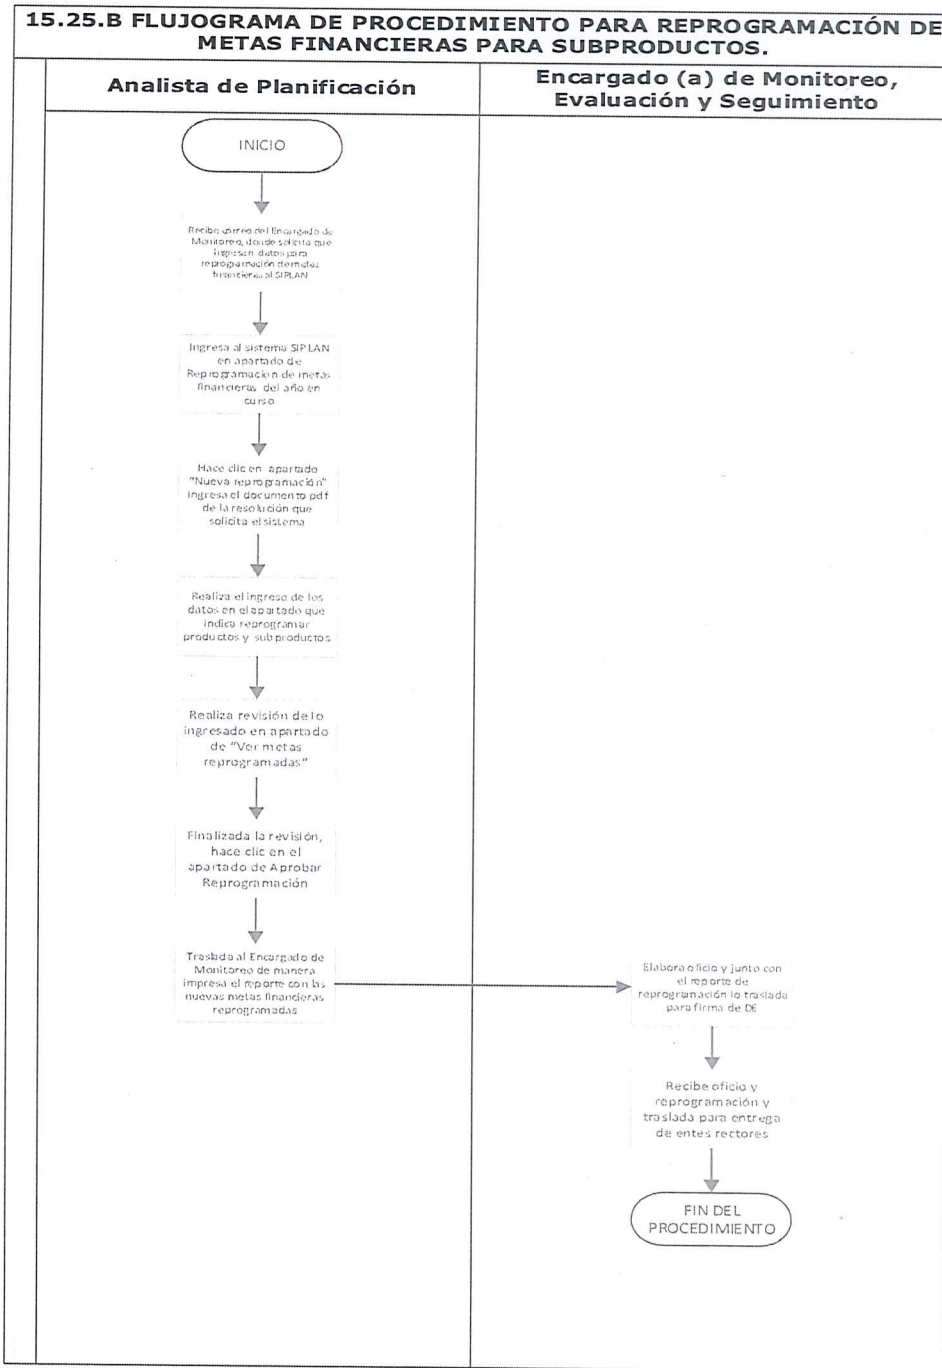 15.25.B FLUJOGRAMA DE PROCEDIMIENTO PARA REPROGRAMACIÓN DE
METAS FINANCIERAS PARA SUBPRODUCTOS.
Analista de Planificación
Encargado (a) de Monitoreo,
Evaluación y Seguimiento
INICIO
Recibe correo del Encargado de
Monitoreo, donde solicita que
ingresen datos para
reprogramación de metas
financieras al SIPLAN
Ingresa al sistema SIPLAN
en apartado de
Reprogramacion de metas
financieras del año en
curso
Hace clic en apartado
"Nueva reprogramación"
ingresa el documento pdf
de la resolución que
solicita el sistema
Realiza el ingreso de los
datos en el apartado que
indica reprogramar
productos y subproductos
Realiza revisión de lo
ingresado en apartado
de "Ver metas
reprogramadas"
Finalizada la revisión,
hace clic en el
apartado de Aprobar
Reprogramación
Traslada al Encargado de
Monitoreo de manera
impresa el reporte con las
nuevas metas financieras
reprogramadas
Elabora oficio y junto con
el reporte de
reprogramación lo traslada
para firma de DE
Recibe oficio y
reprogramación y
traslada para entrega
de entes rectores
FIN DEL
PROCEDIMIENTO